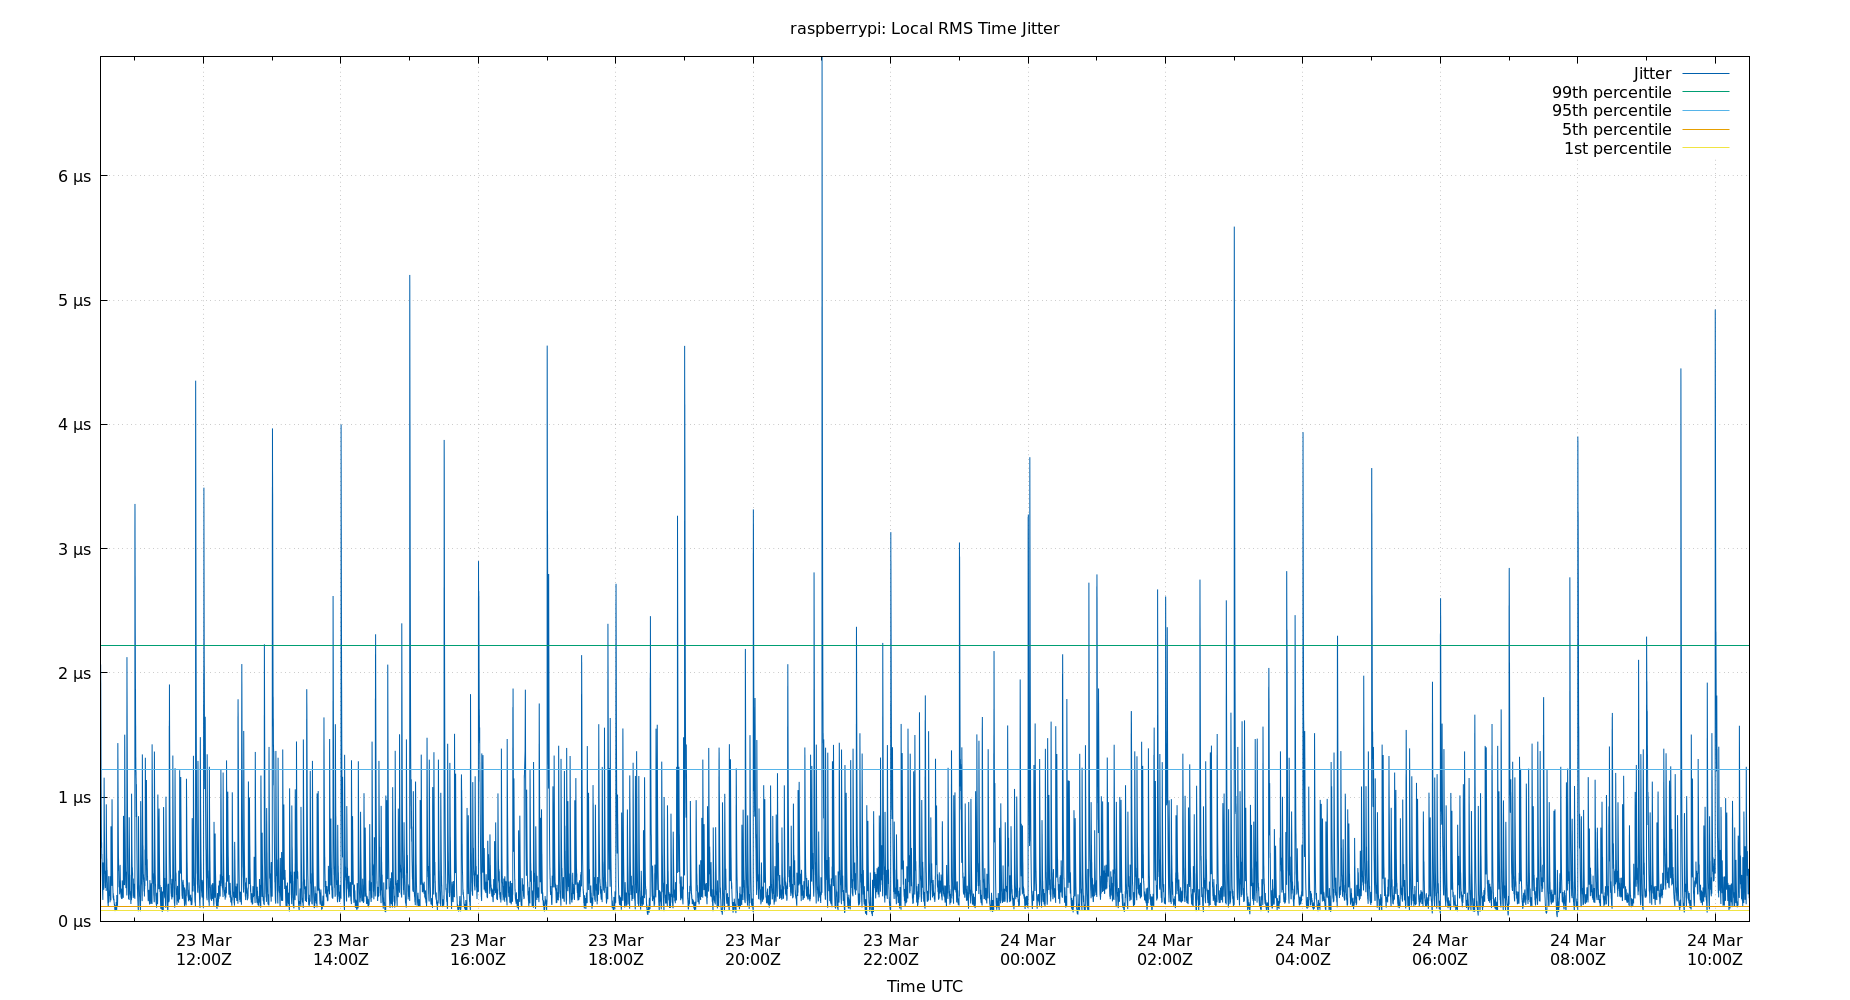 raspberrypi: Local RMS Time Jitter
Jitter
99th percentile
95th percentile
5th percentile
1st percentile
6 µs
5 µs
4 µs
3 µs
2 µs
1 µs
0 µs
23 Mar 23 Mar 23 Mar 23 Mar 23 Mar 23 Mar 24 Mar 24 Mar 24 Mar 24 Mar 24 Mar 24 Mar
12:00Z 14:00Z 16:00Z 18:00Z 20:00Z 22:00Z 00:00Z 02:00Z 04:00Z 06:00Z 08:00Z 10:00Z
Time UTC